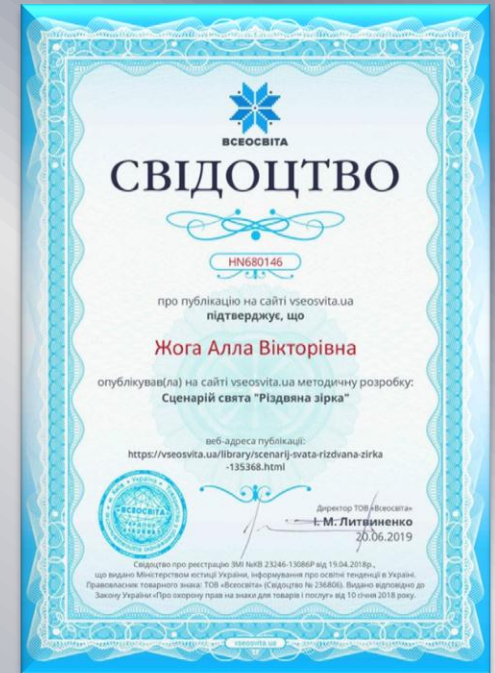 ВСЕОСВІТА
СВІДОЦТВО
HN680146
про публікацію на сайті vseosvita.ua
підтверджує, що
Жога Алла Вікторівна
опублікував(ла) на сайті vseosvita.ua методичну розробку:
Сценарій свята "Різдвяна зірка"
веб-адреса публікації:
https://vseosvita.ua/library/scenarij-svata-rizdvana-zirka
-135368.html
ВСЕОСВІТА
Директор ТОВ «Всеосвіта»
І. М. Литвиненко
20.06.2019
Свідоцтво про реєстрацію ЗМІ №КВ 23246-13086Р від 19.04.2018р.,
що видано Міністерством юстиції України, інформування про освітні тенденції в Україні.
Правовласник товарного знака: ТОВ «Всеосвіта» (Свідоцтво № 236806). Видано відповідно до
Закону України «Про охорону прав на знаки для товарів і послуг» від 10 січня 2018 року.
vseosvita.ua